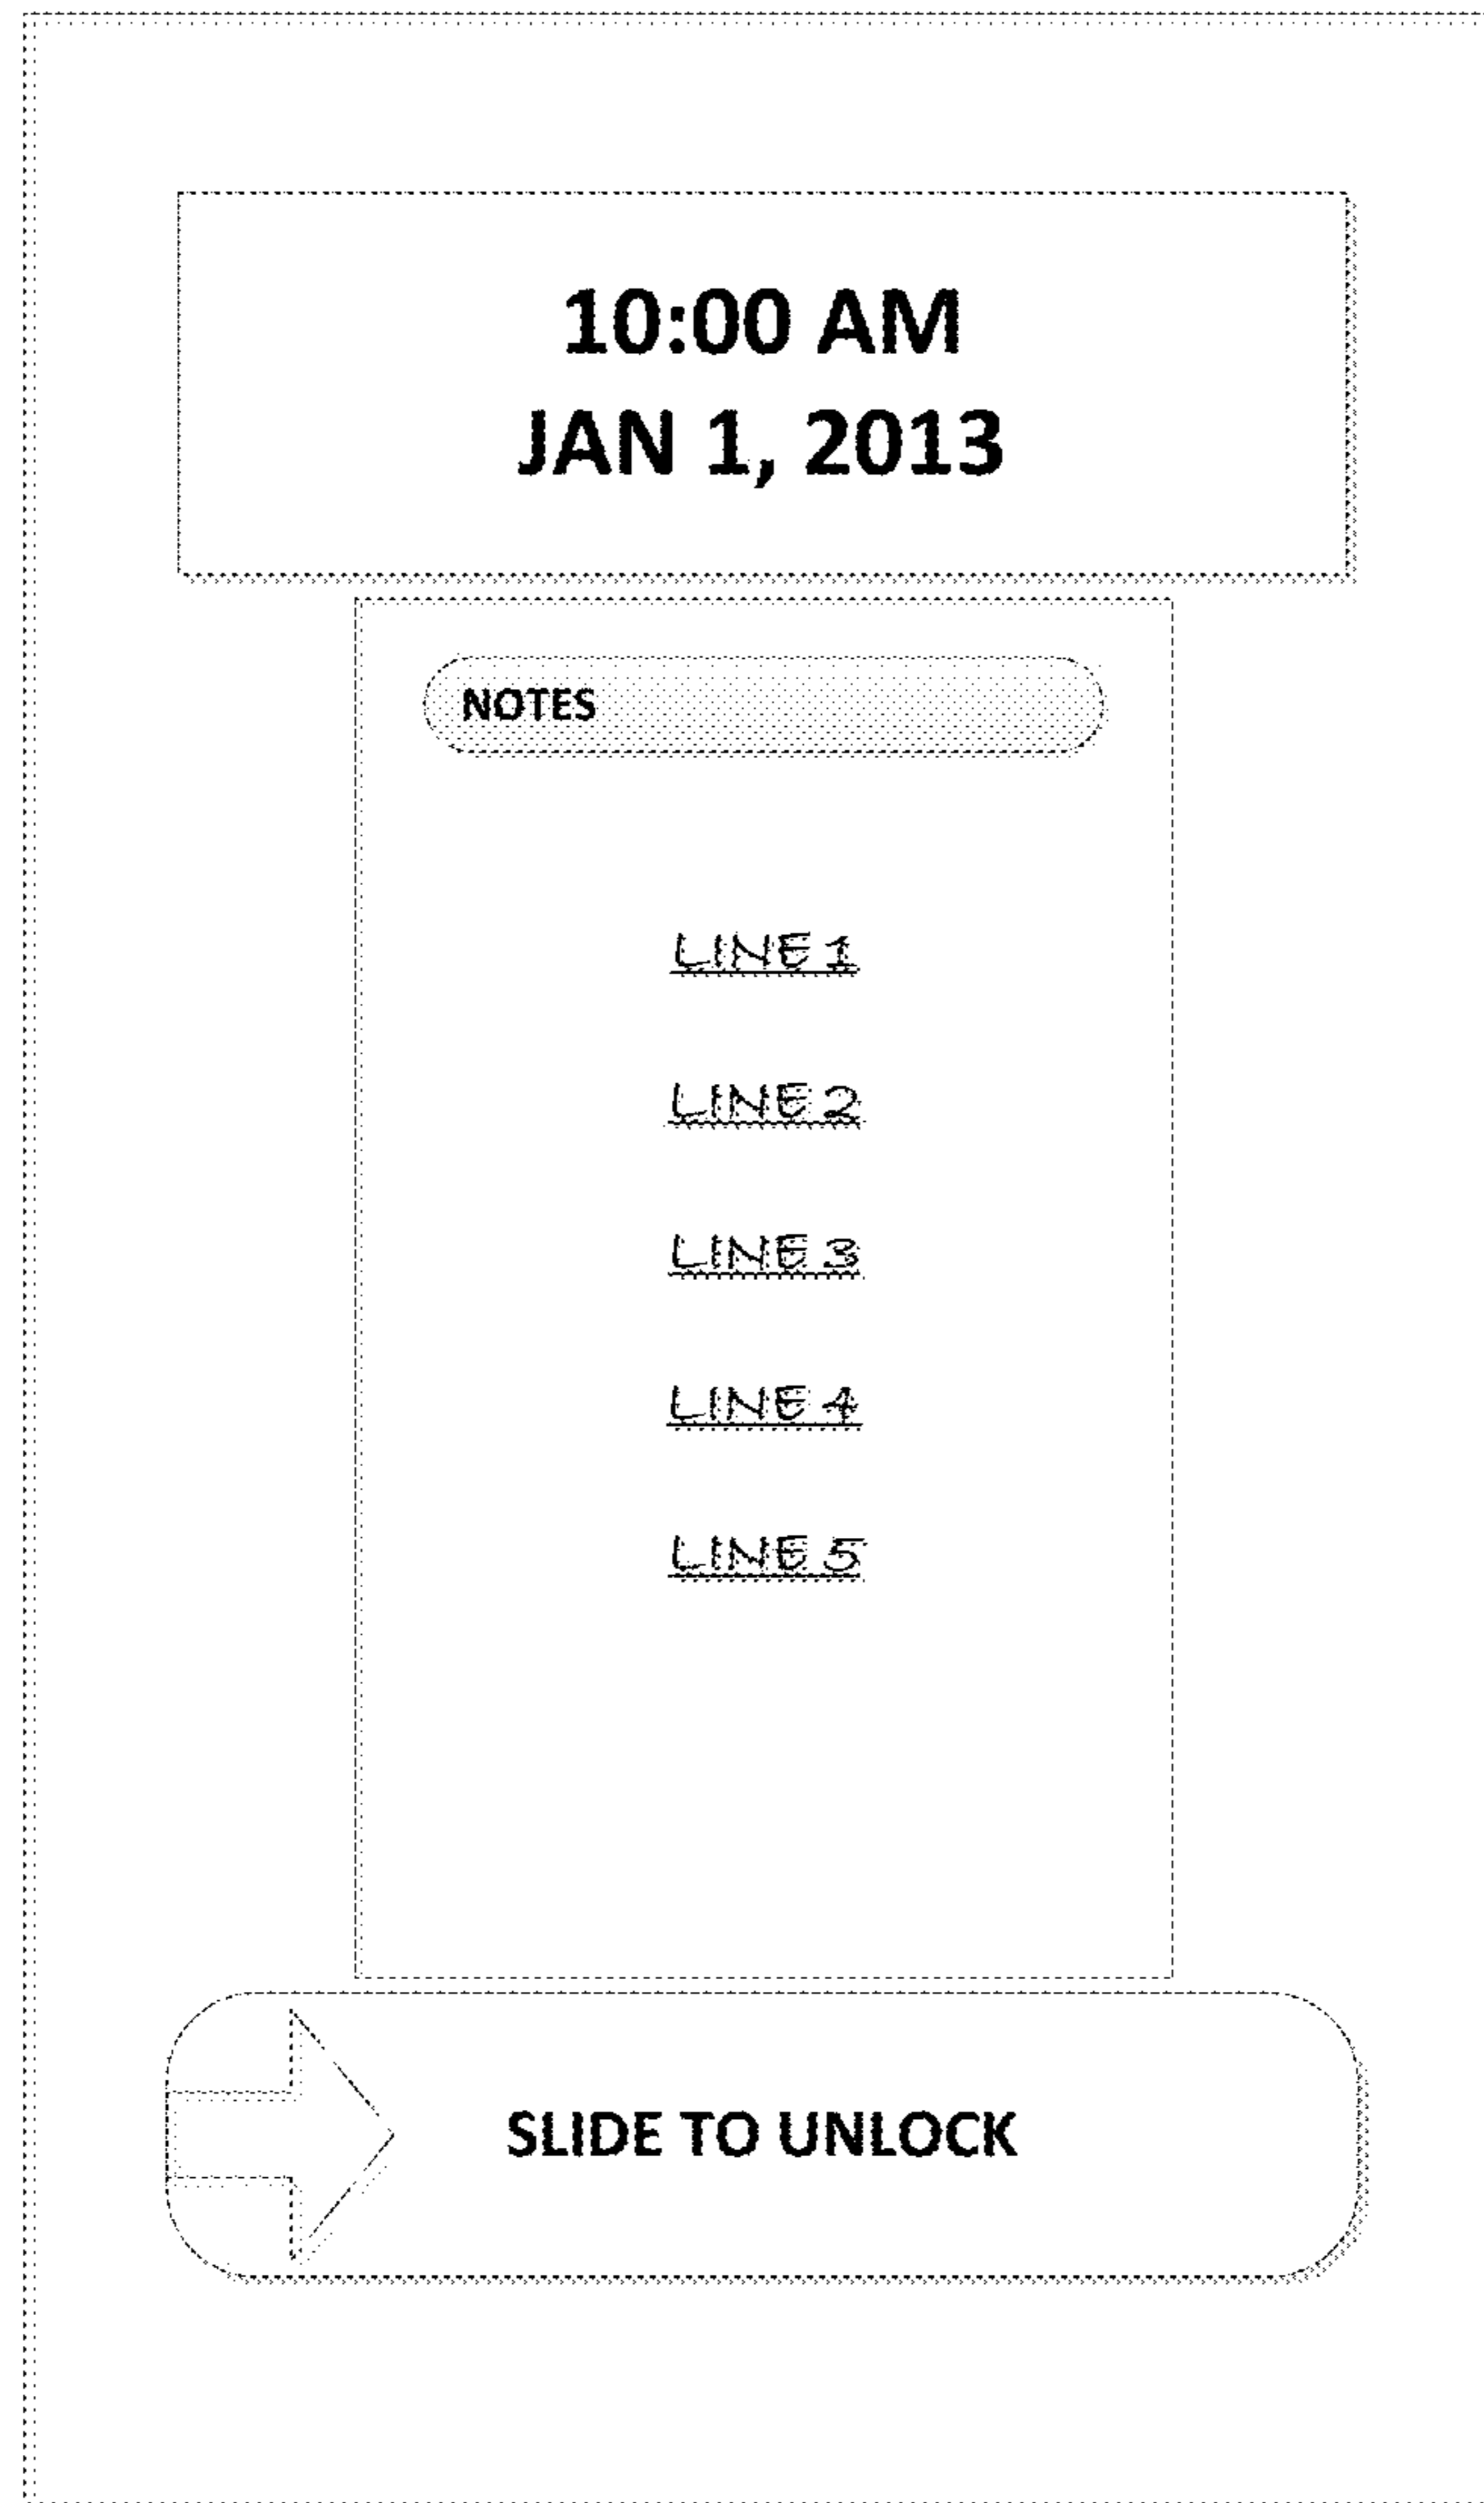 10:00 AM
JAN 1, 2013
NOTES
LINE 1
LINE 2
LINE 3
LINE 4
LINE 5
SLIDE TO UNLOCK